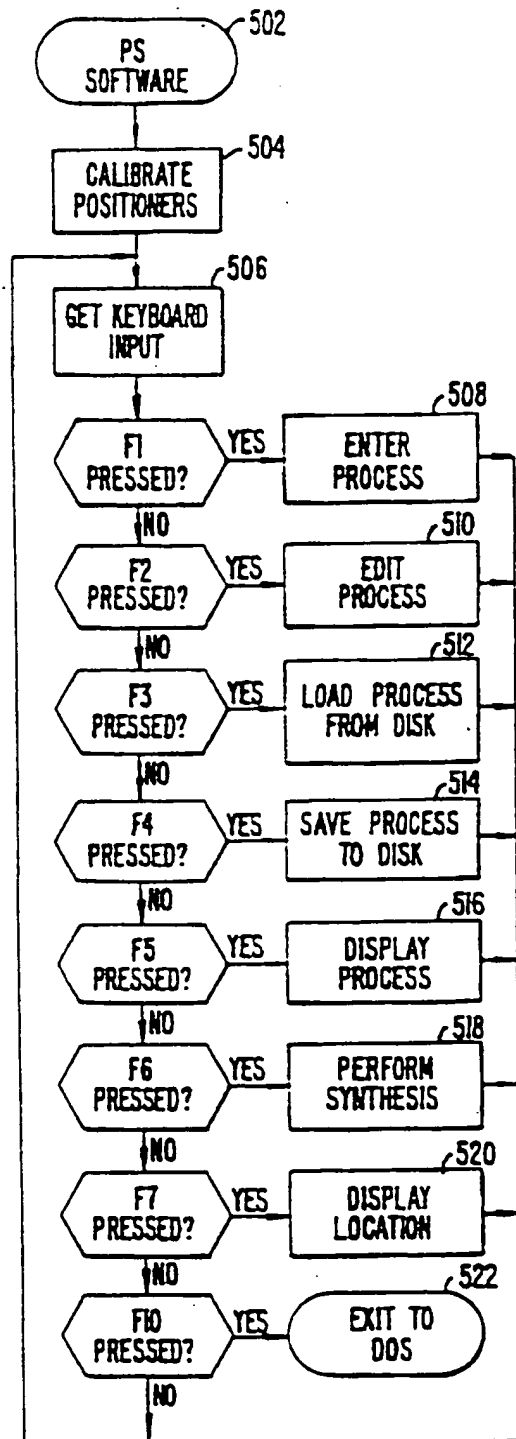 502
PS
SOFTWARE
504
CALIBRATE
POSITIONERS
506
GET KEYBOARD
INPUT
508
F1
PRESSED?
YES
ENTER
PROCESS
NO
510
F2
PRESSED?
YES
EDIT
PROCESS
NO
512
F3
PRESSED?
YES
LOAD PROCESS
FROM DISK
NO
514
F4
PRESSED?
YES
SAVE PROCESS
TO DISK
NO
516
F5
PRESSED?
YES
DISPLAY
PROCESS
NO
518
F6
PRESSED?
YES
PERFORM
SYNTHESIS
NO
520
F7
PRESSED?
YES
DISPLAY
LOCATION
NO
522
F10
PRESSED?
YES
EXIT TO
DOS
NO